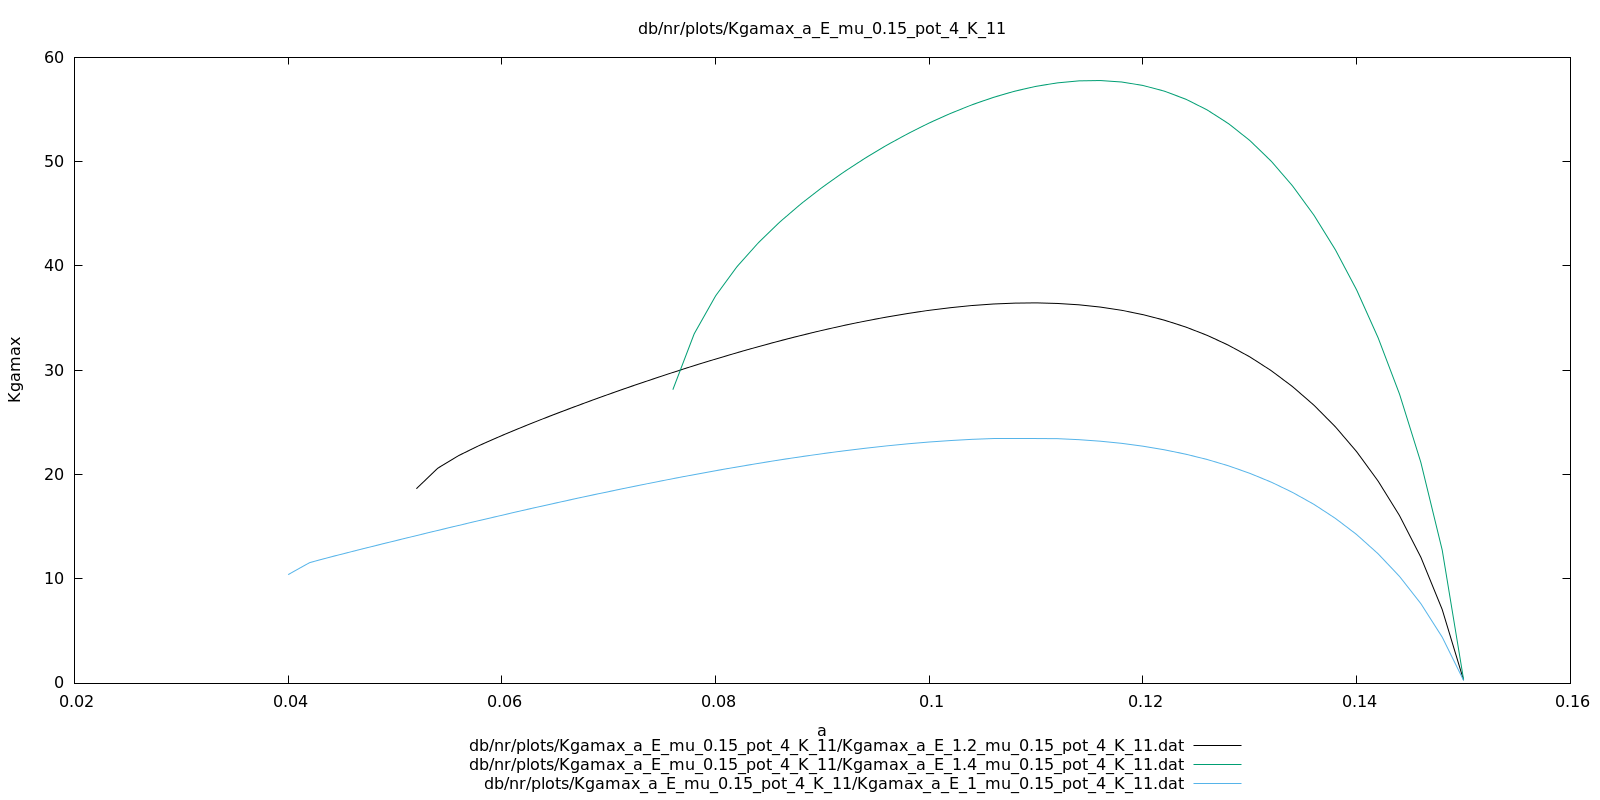 db/nr/plots/Kgamax_a_E_mu_0.15_pot_4_K_11
60
50
40
30
20
10
0
Kgamax
0.02 0.04 0.06 0.08 0.1 0.12 0.14 0.16
a
db/nr/plots/Kgamax_a_E_mu_0.15_pot_4_K_11/Kgamax_a_E_1.2_mu_0.15_pot_4_K_11.dat
db/nr/plots/Kgamax_a_E_mu_0.15_pot_4_K_11/Kgamax_a_E_1.4_mu_0.15_pot_4_K_11.dat
db/nr/plots/Kgamax_a_E_mu_0.15_pot_4_K_11/Kgamax_a_E_1_mu_0.15_pot_4_K_11.dat